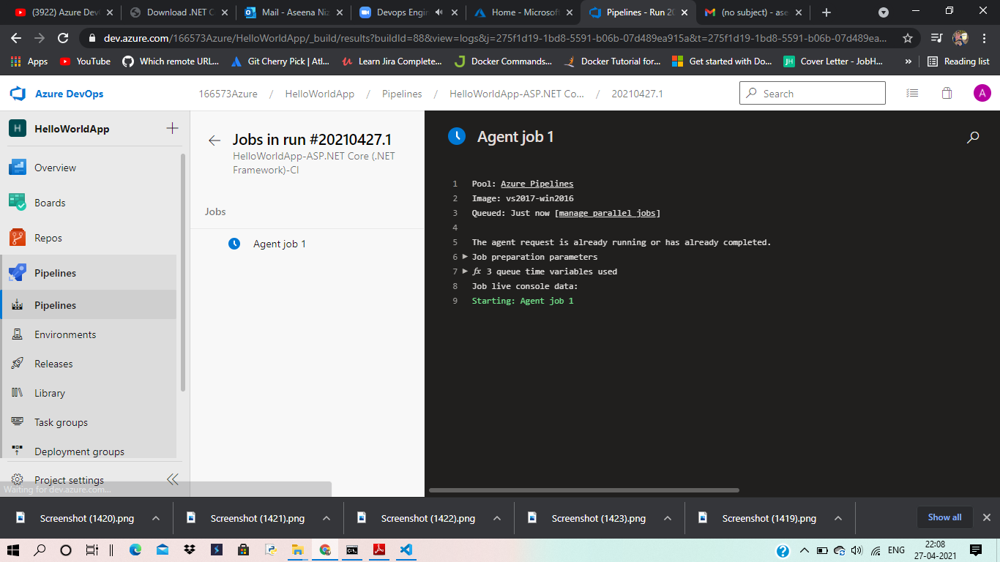 (3922) Azure Dev
Download .NET C
Mail - Aseena Niz
Devops Engin
Home - Microsoft
Pipelines - Run 20
(no subject) - ase
dev.azure.com/166573Azure/HelloWorldApp/_build/results?buildId=88&view=logs&j=275f1d19-1bd8-5591-b06b-07d489ea915a&t=275f1d19-1bd8-5591-b06b-07d489ea...
Apps
YouTube
Which remote URL...
Git Cherry Pick | Atl...
Learn Jira Complete...
Docker Commands...
Docker Tutorial for...
Get started with Do...
JH
Cover Letter - JobH...
»
Reading list
Azure DevOps
166573Azure / HelloWorldApp / Pipelines / HelloWorldApp-ASP.NET Co... / 20210427.1
Search
A
H
HelloWorldApp
Overview
Boards
Repos
Pipelines
Pipelines
Environments
Releases
Library
Task groups
Deployment groups
Project settings
Waiting for dev.azure.com...
Jobs in run #20210427.1
HelloWorldApp-ASP.NET Core (.NET
Framework)-CI
Jobs
Agent job 1
Agent job 1
1 Pool: Azure Pipelines
2 Image: vs2017-win2016
3 Queued: Just now [manage parallel jobs]
4
5 The agent request is already running or has already completed.
6 Job preparation parameters
7 fx 3 queue time variables used
8 Job live console data:
9 Starting: Agent job 1
Screenshot (1420).png
Screenshot (1421).png
Screenshot (1422).png
Screenshot (1423).png
Screenshot (1419).png
Show all
ENG
22:08
27-04-2021